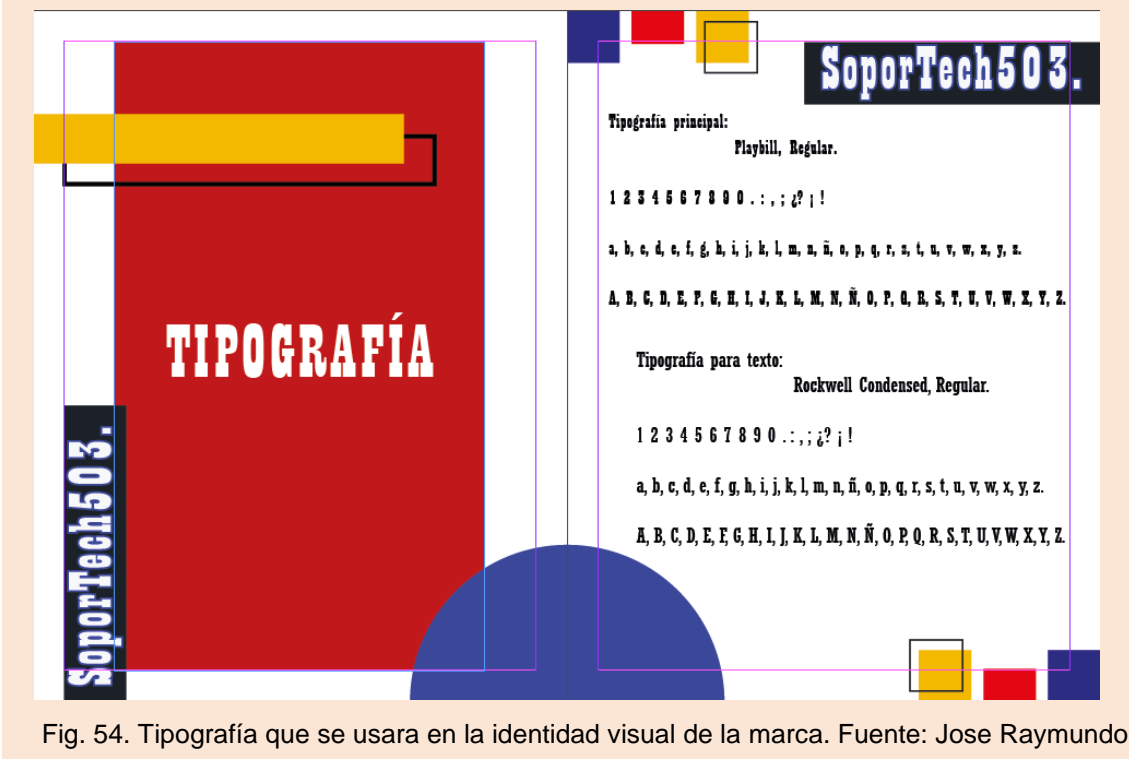 TIPOGRAFÍA
SoporTech503.
SoporTech503.
Tipografía principal:
Playbill, Regular.
1 2 3 4 5 6 7 8 9 0 . : , ; ¿? ¡ !
a, b, c, d, e, f, g, h, i, j, k, l, m, n, ñ, o, p, q, r, s, t, u, v, w, x, y, z.
A, B, C, D, E, F, G, H, I, J, K, L, M, N, Ñ, O, P, Q, R, S, T, U, V, W, X, Y, Z.
Tipografía para texto:
Rockwell Condensed, Regular.
1 2 3 4 5 6 7 8 9 0 . : , ; ¿? ¡ !
a, b, c, d, e, f, g, h, i, j, k, l, m, n, ñ, o, p, q, r, s, t, u, v, w, x, y, z.
A, B, C, D, E, F, G, H, I, J, K, L, M, N, Ñ, O, P, Q, R, S, T, U, V, W, X, Y, Z.
Fig. 54. Tipografía que se usara en la identidad visual de la marca. Fuente: Jose Raymundo